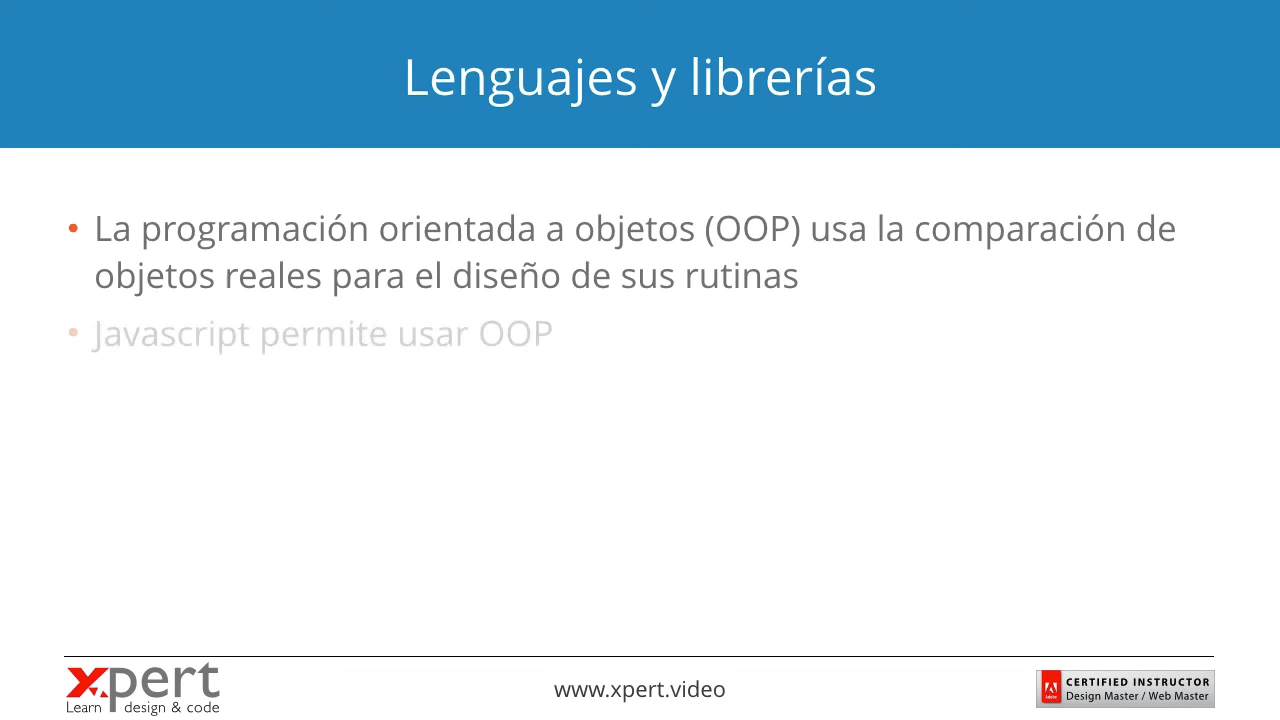 Lenguajes y librerías
• La programación orientada a objetos (OOP) usa la comparación de
objetos reales para el diseño de sus rutinas
• Javascript permite usar OOP
xpert
Learn design & code
www.xpert.video
Adobe
CERTIFIED INSTRUCTOR
Design Master / Web Master